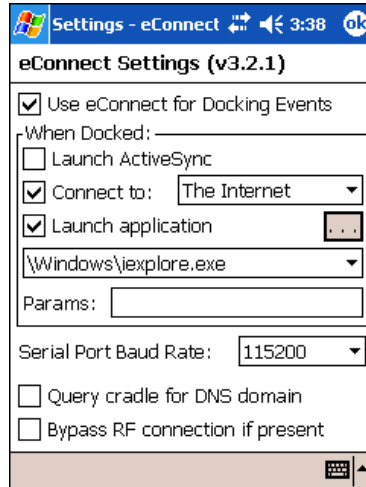 Settings - eConnect 3:38 ok
eConnect Settings (v3.2.1)
Use eConnect for Docking Events
When Docked:
Launch ActiveSync
Connect to: The Internet
Launch application ...
\Windows\iexplore.exe
Params:
Serial Port Baud Rate: 115200
Query cradle for DNS domain
Bypass RF connection if present